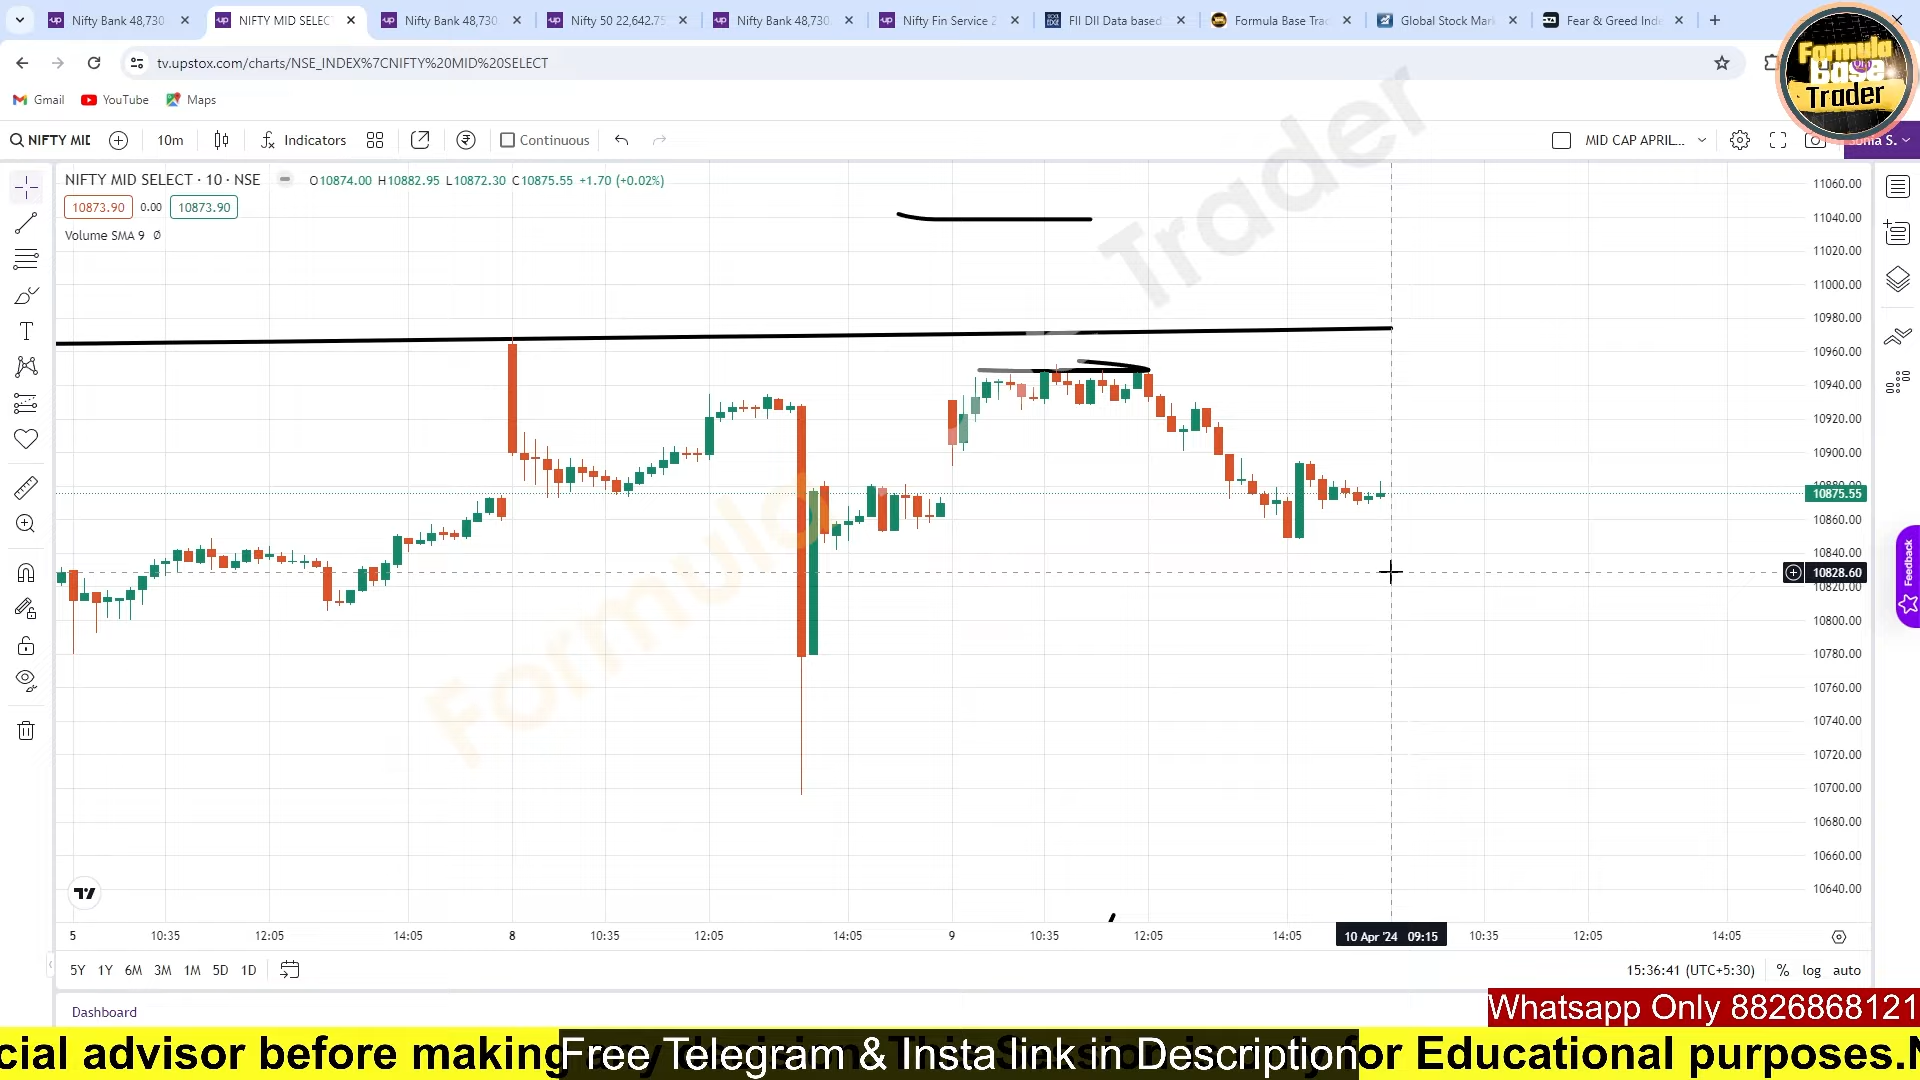 Nifty Bank 48,730
NIFTY MID SELEC
Nifty Bank 48,730
Nifty 50 22,642.75
Nifty Bank 48,730
Nifty Fin Service 2
FII DII Data based
Formula Base Trad
Global Stock Mark
Fear & Greed Inde
tv.upstox.com/charts/NSE_INDEX%7CNIFTY%20MID%20SELECT
Formula
Base
Trader
Gmail
YouTube
Maps
NIFTY MID
10m
Indicators
Continuous
MID CAP APRIL...
Sonia S.
NIFTY MID SELECT · 10 · NSE
O10874.00 H10882.95 L10872.30 C10875.55 +1.70 (+0.02%)
10873.90
0.00
10873.90
Volume SMA 9 Ø
Trader
Formula
11060.00
11040.00
11020.00
11000.00
10980.00
10960.00
10940.00
10920.00
10900.00
10880.00
10875.55
10860.00
10840.00
10828.60
10820.00
10800.00
10780.00
10760.00
10740.00
10720.00
10700.00
10680.00
10660.00
10640.00
Feedback
5
10:35
12:05
14:05
8
10:35
12:05
14:05
9
10:35
12:05
14:05
10 Apr '24 09:15
10:35
12:05
14:05
5Y 1Y 6M 3M 1M 5D 1D
15:36:41 (UTC+5:30)
% log auto
Dashboard
Whatsapp Only 8826868121
cial advisor before making
Free Telegram & Insta link in Description
or Educational purposes.N